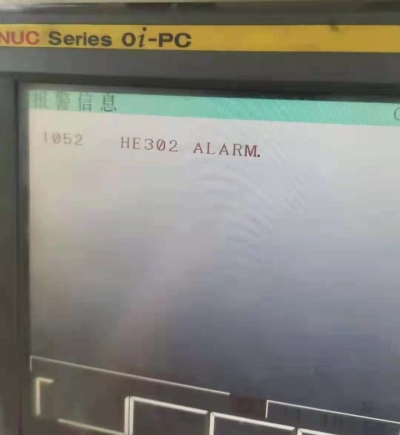 NUC Series 0i-PC
报警信息
1052 HE302 ALARM.